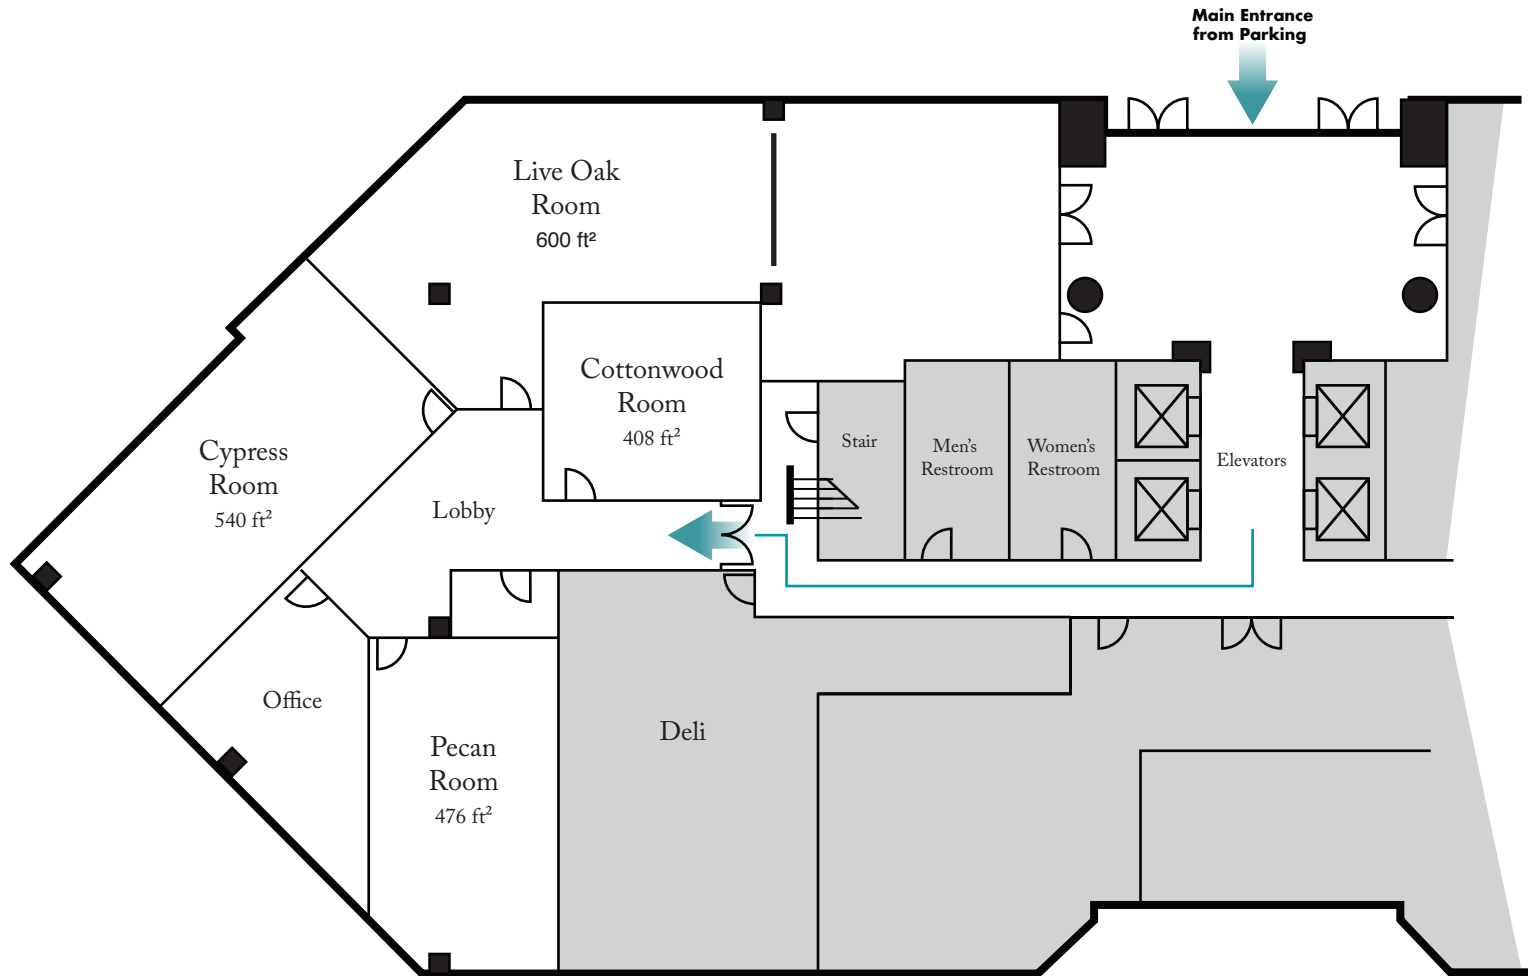 Main Entrance
from Parking
Live Oak
Room
600 ft²
Cottonwood
Room
408 ft²
Cypress
Room
540 ft²
Lobby
Stair
Men's
Restroom
Women's
Restroom
Elevators
Office
Pecan
Room
476 ft²
Deli